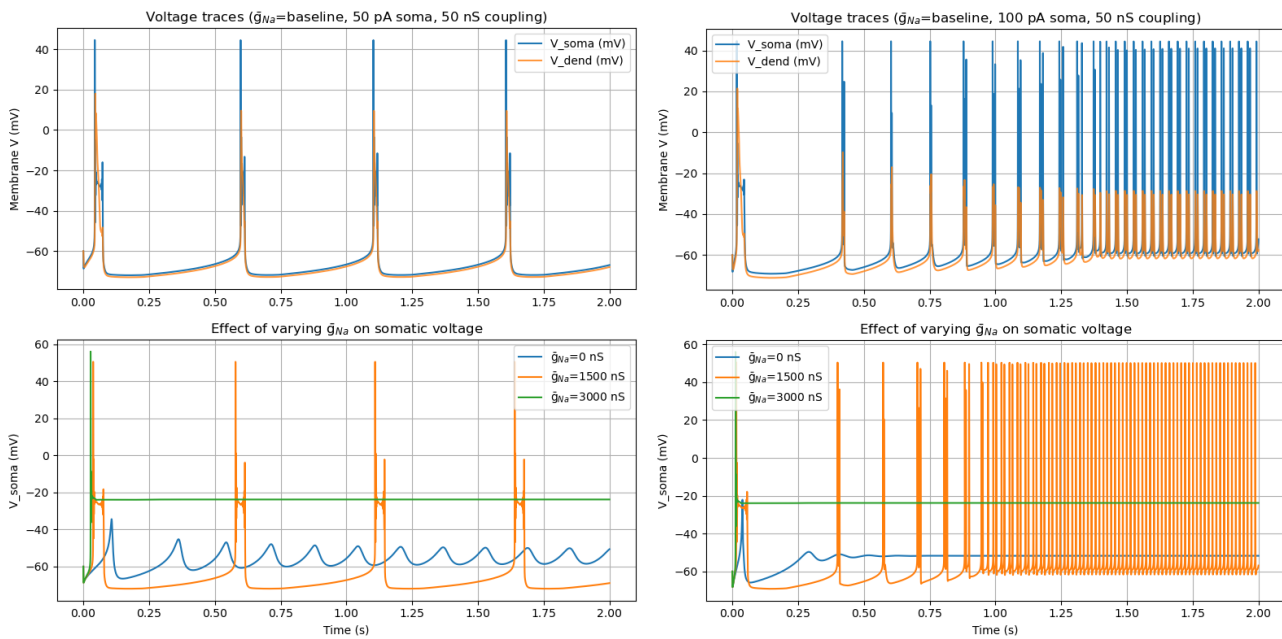 Voltage traces (ḡNa=baseline, 50 pA soma, 50 nS coupling)
Membrane V (mV)
40
20
0
−20
−40
−60
V_soma (mV)
V_dend (mV)
0.00 0.25 0.50 0.75 1.00 1.25 1.50 1.75 2.00
Voltage traces (ḡNa=baseline, 100 pA soma, 50 nS coupling)
Membrane V (mV)
40
20
0
−20
−40
−60
V_soma (mV)
V_dend (mV)
0.00 0.25 0.50 0.75 1.00 1.25 1.50 1.75 2.00
Effect of varying ḡNa on somatic voltage
V_soma (mV)
60
40
20
0
−20
−40
−60
ḡNa=0 nS
ḡNa=1500 nS
ḡNa=3000 nS
0.00 0.25 0.50 0.75 1.00 1.25 1.50 1.75 2.00
Time (s)
Effect of varying ḡNa on somatic voltage
V_soma (mV)
60
40
20
0
−20
−40
−60
ḡNa=0 nS
ḡNa=1500 nS
ḡNa=3000 nS
0.00 0.25 0.50 0.75 1.00 1.25 1.50 1.75 2.00
Time (s)